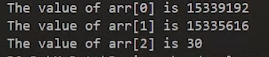 The value of arr[0] is 15339192
The value of arr[1] is 15335616
The value of arr[2] is 30